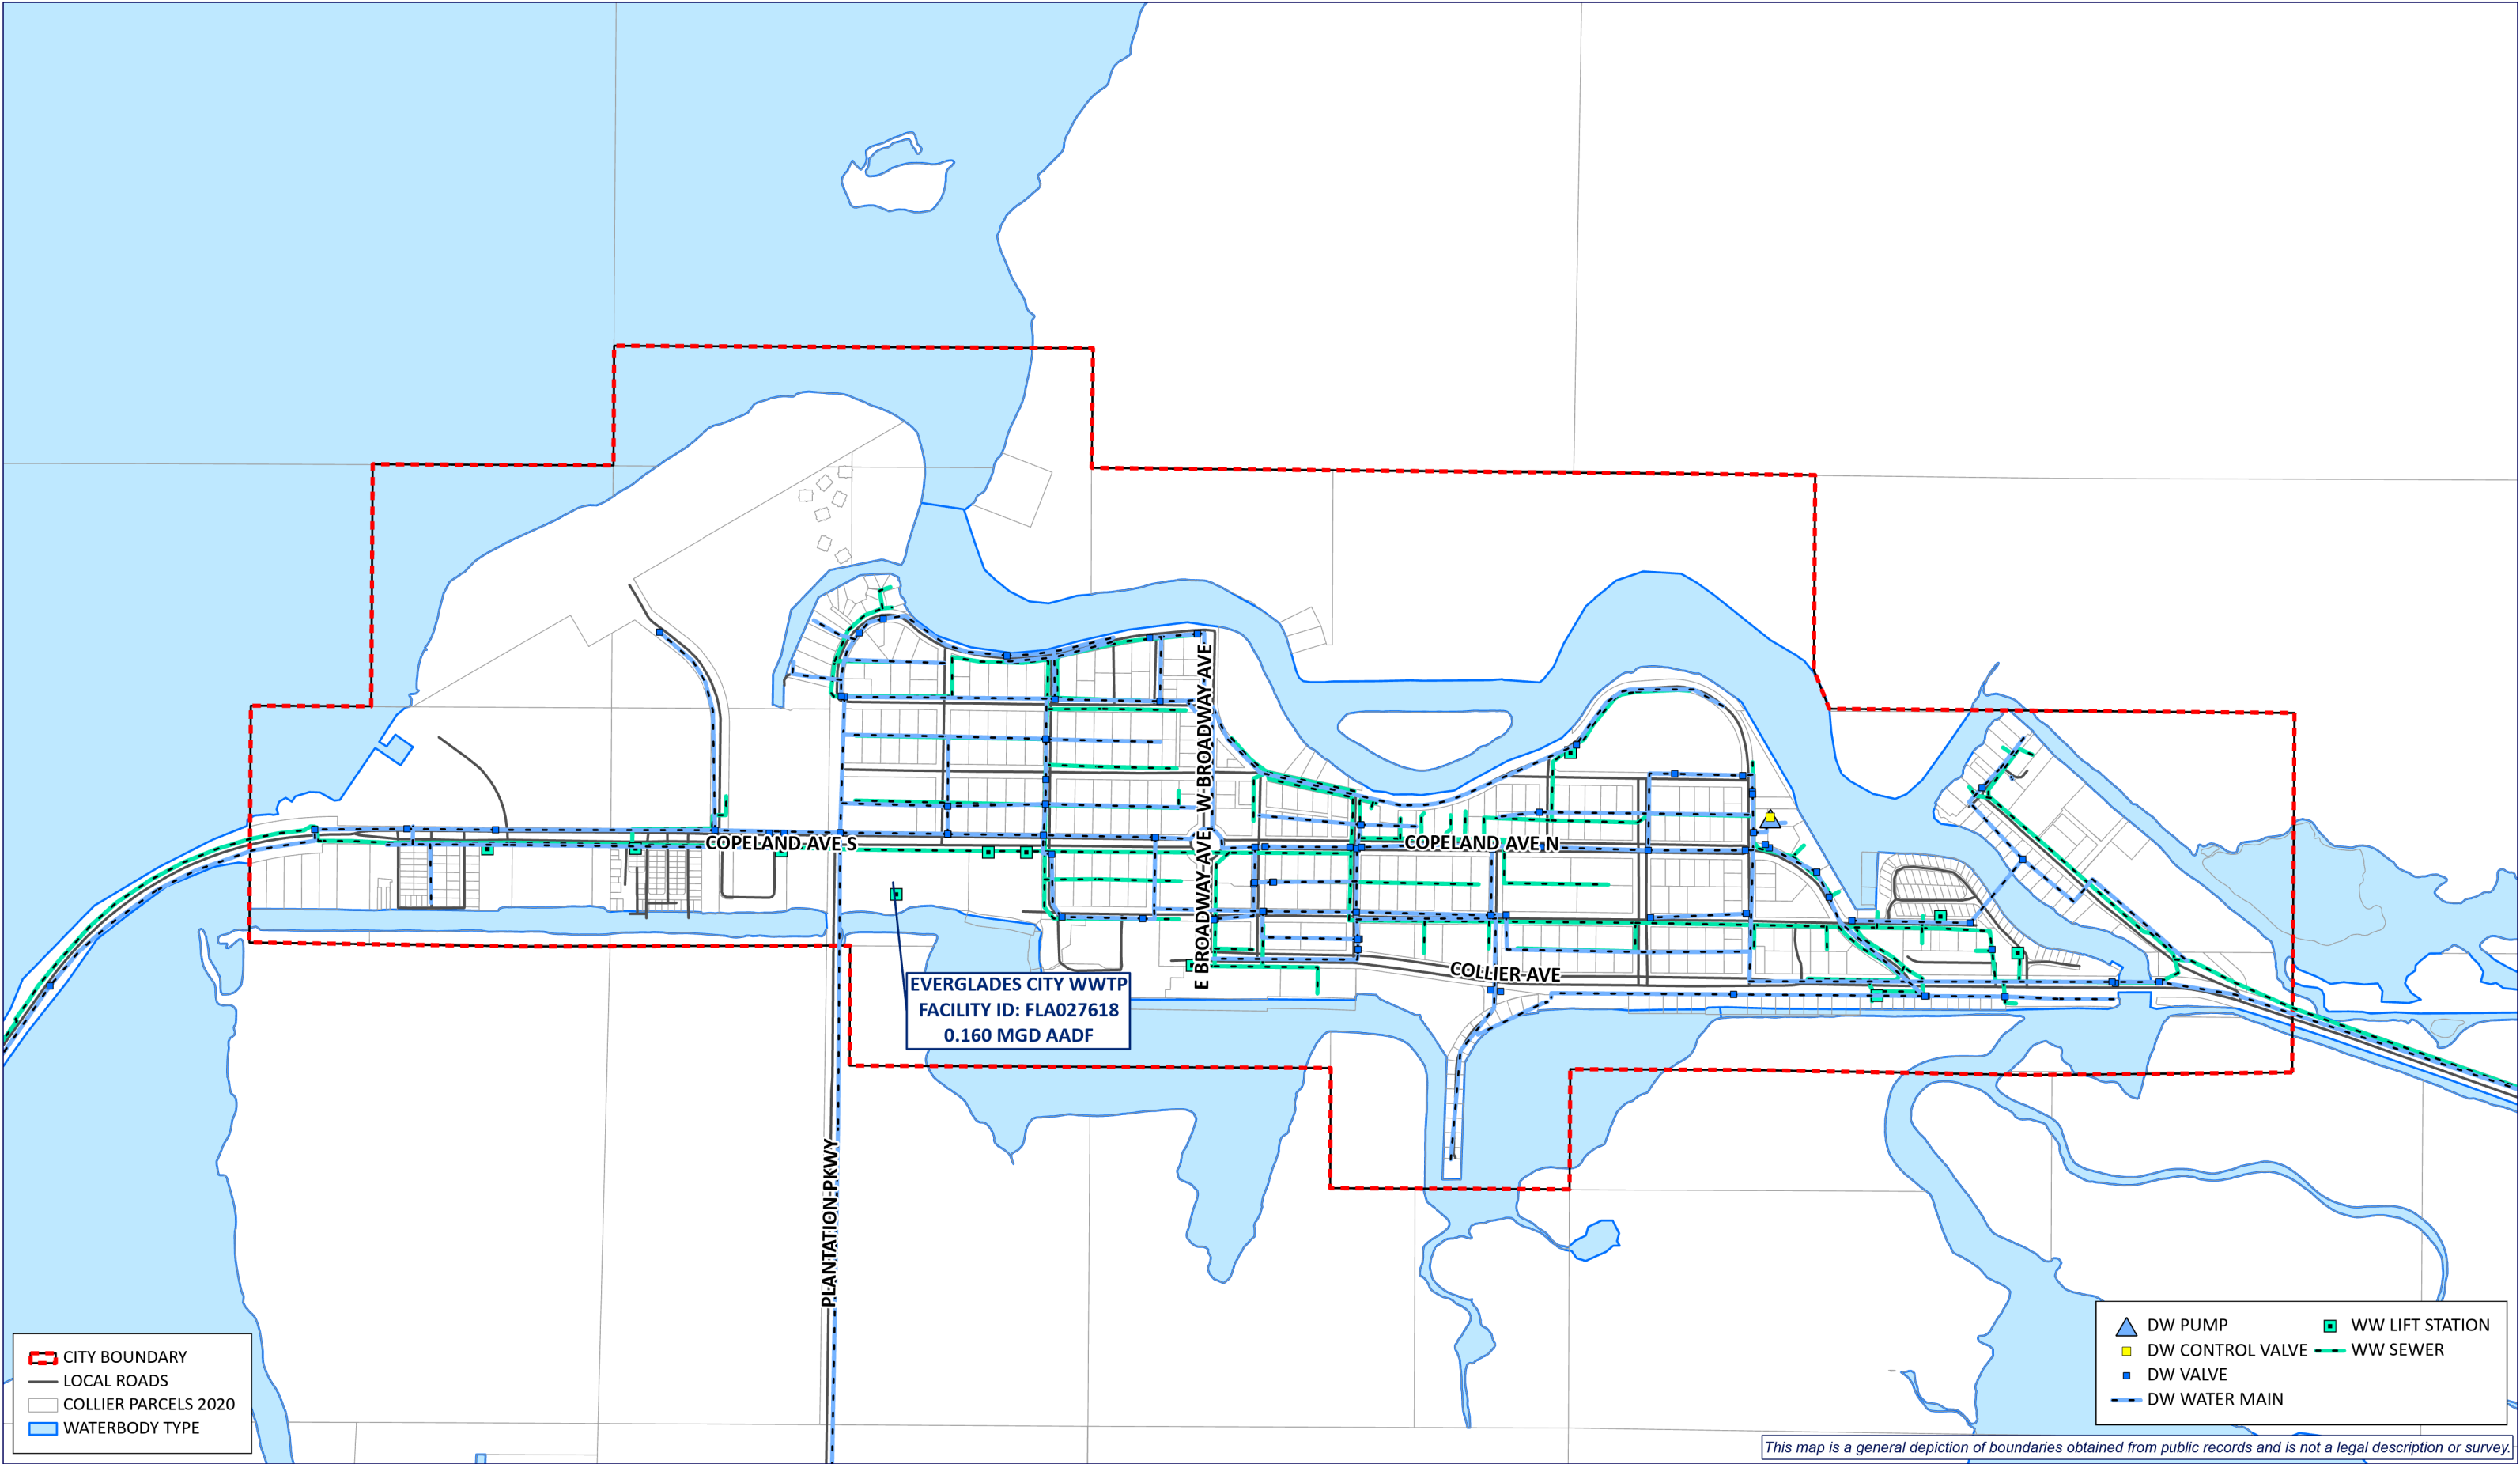 E BROADWAY AVE
W BROADWAY AVE
COPELAND AVE S
COPELAND AVE N
COLLIER AVE
EVERGLADES CITY WWTP
FACILITY ID: FLA027618
0.160 MGD AADF
PLANTATION PKWY
CITY BOUNDARY
LOCAL ROADS
COLLIER PARCELS 2020
WATERBODY TYPE
DW PUMP
DW CONTROL VALVE
DW VALVE
DW WATER MAIN
WW LIFT STATION
WW SEWER
This map is a general depiction of boundaries obtained from public records and is not a legal description or survey.